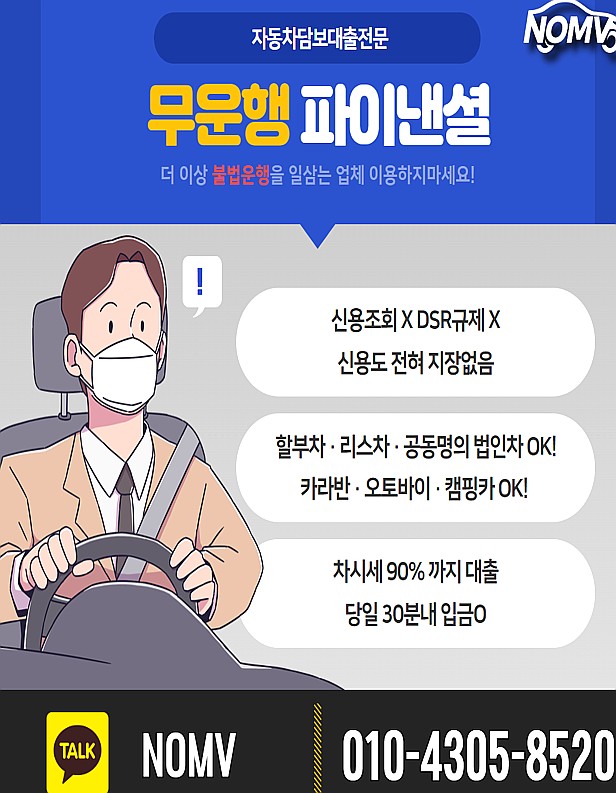 자동차담보대출전문
NOMV
무운행 파이낸셜
더 이상 불법운행을 일삼는 업체 이용하지마세요!
!
신용조회 X DSR규제 X
신용도 전혀 지장없음
할부차 · 리스차 · 공동명의 법인차 OK!
카라반 · 오토바이 · 캠핑카 OK!
차시세 90% 까지 대출
당일 30분내 입금O
TALK
NOMV
010-4305-8520